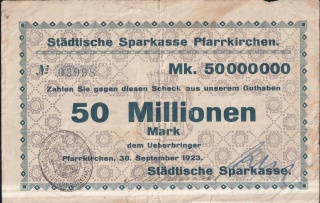 Städtische Sparkasse Pfarrkirchen.
№ 03998 Mk. 50000000
Zahlen Sie gegen diesen Scheck aus unserem Guthaben
50 Millionen
Mark
dem Ueberbringer
Pfarrkirchen, 30. September 1923.
Städtische Sparkasse.